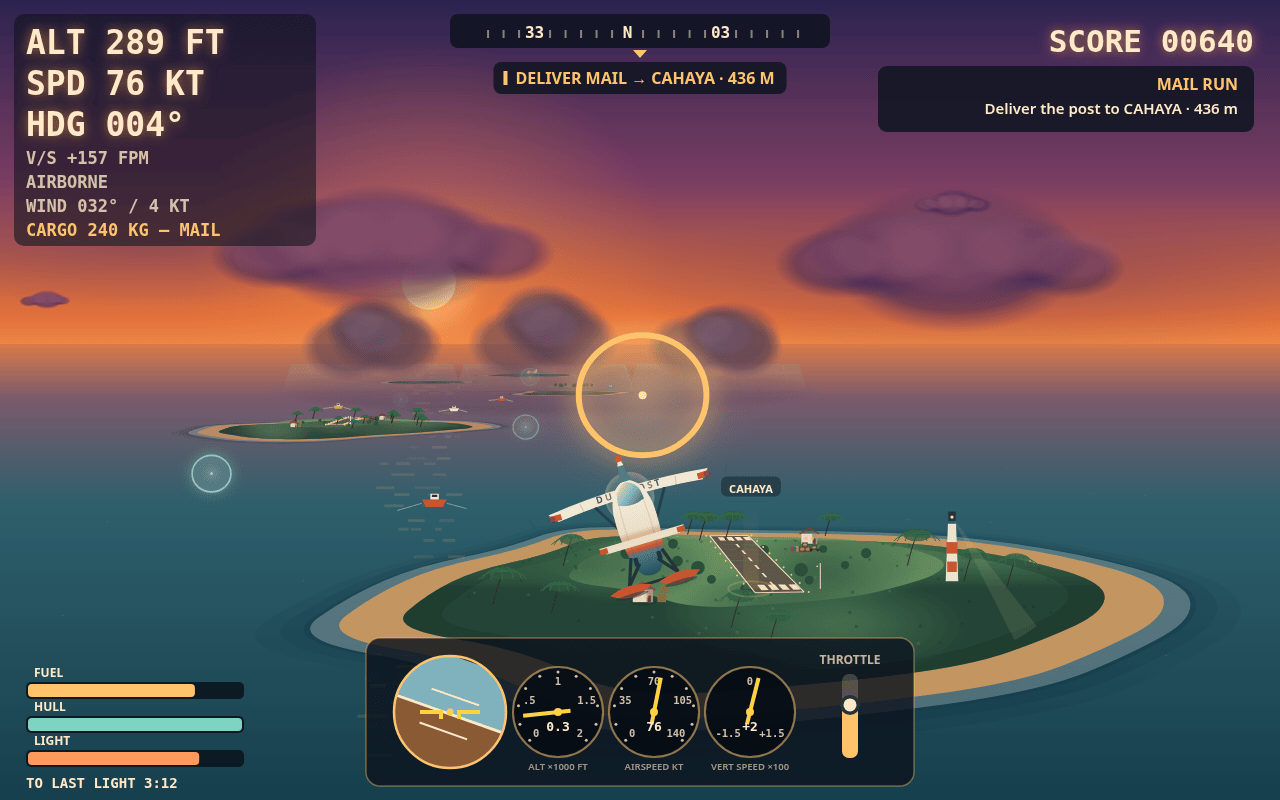 ALT 289 FT
SPD 76 KT
HDG 004°
V/S +157 FPM
AIRBORNE
WIND 032° / 4 KT
CARGO 240 KG — MAIL
33 N 03
DELIVER MAIL → CAHAYA · 436 M
SCORE 00640
MAIL RUN
Deliver the post to CAHAYA · 436 m
CAHAYA
FUEL
HULL
LIGHT
TO LAST LIGHT 3:12
0 .5 1 1.5 2
0.3
ALT ×1000 FT
0 35 70 105 140
76
AIRSPEED KT
-1.5 0 +1.5
+2
VERT SPEED ×100
THROTTLE